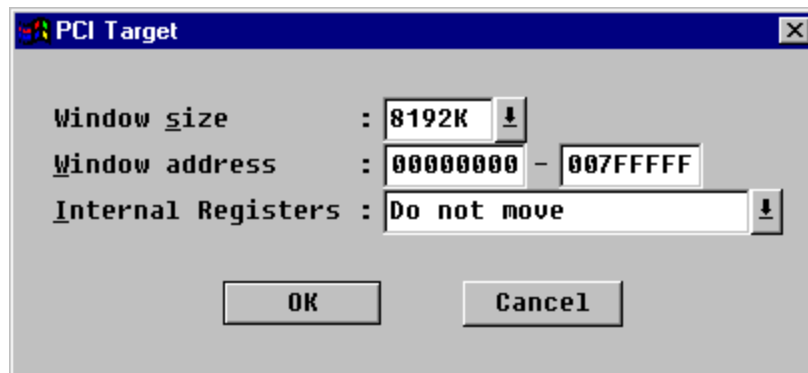 PCI Target
Window size : 8192K
Window address : 00000000 - 007FFFFF
Internal Registers : Do not move
OK Cancel